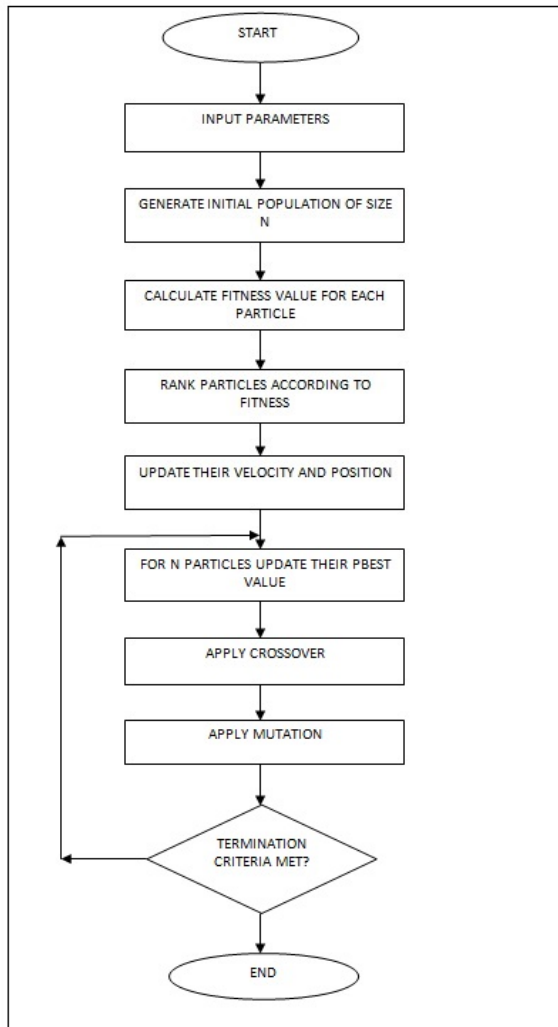 START
INPUT PARAMETERS
GENERATE INITIAL POPULATION OF SIZE
N
CALCULATE FITNESS VALUE FOR EACH
PARTICLE
RANK PARTICLES ACCORDING TO
FITNESS
UPDATE THEIR VELOCITY AND POSITION
FOR N PARTICLES UPDATE THEIR PBEST
VALUE
APPLY CROSSOVER
APPLY MUTATION
TERMINATION
CRITERIA MET?
END